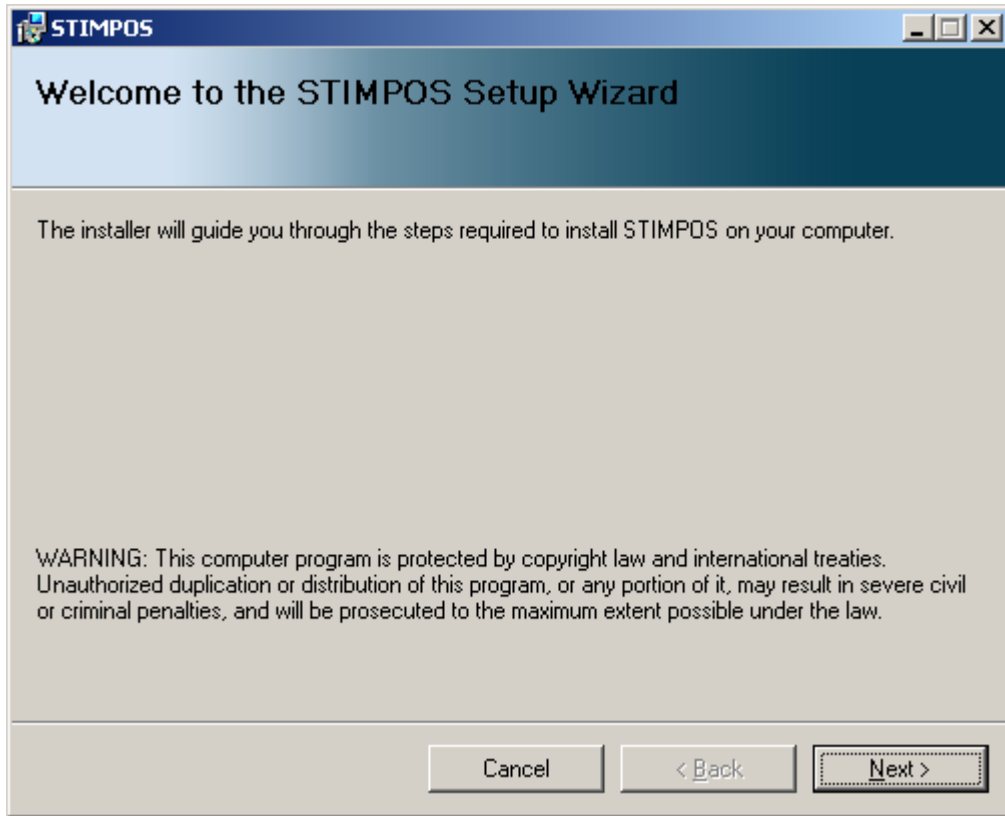 STIMPOS
Welcome to the STIMPOS Setup Wizard
The installer will guide you through the steps required to install STIMPOS on your computer.
WARNING: This computer program is protected by copyright law and international treaties.
Unauthorized duplication or distribution of this program, or any portion of it, may result in severe civil
or criminal penalties, and will be prosecuted to the maximum extent possible under the law.
Cancel < Back Next >